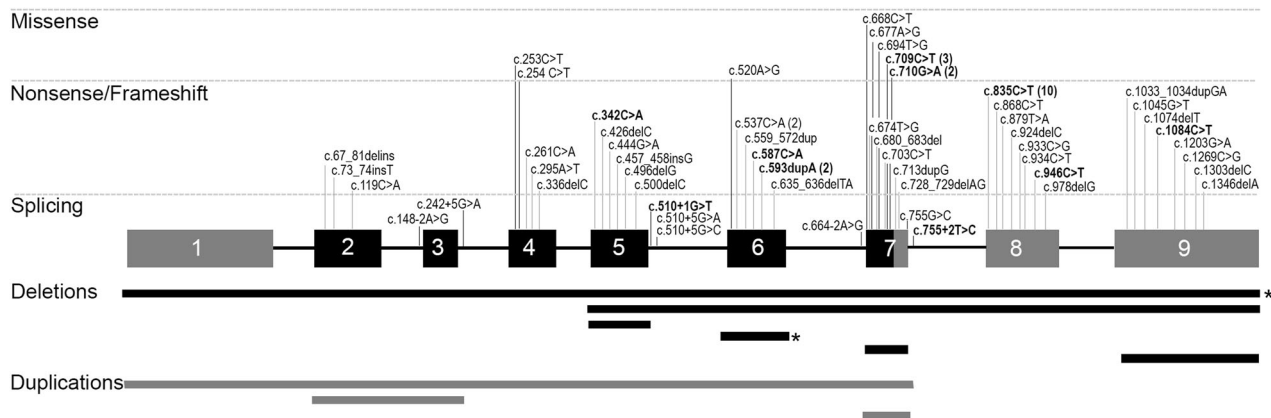 Missense
c.668C>T
c.677A>G
c.694T>G
c.709C>T (3)
c.710G>A (2)
c.253C>T
c.254 C>T
c.520A>G
Nonsense/Frameshift
c.67_81delins
c.73_74insT
c.119C>A
c.261C>A
c.295A>T
c.336delC
c.342C>A
c.426delC
c.444G>A
c.457_458insG
c.496delG
c.500delC
c.537C>A (2)
c.559_572dup
c.587C>A
c.593dupA (2)
c.635_636delTA
c.674T>G
c.680_683del
c.703C>T
c.713dupG
c.728_729delAG
c.835C>T (10)
c.868C>T
c.879T>A
c.924delC
c.933C>G
c.934C>T
c.946C>T
c.978delG
c.1033_1034dupGA
c.1045G>T
c.1074delT
c.1084C>T
c.1203G>A
c.1269C>G
c.1303delC
c.1346delA
Splicing
c.148-2A>G
c.242+5G>A
c.510+1G>T
c.510+5G>A
c.510+5G>C
c.664-2A>G
c.755G>C
c.755+2T>C
1 2 3 4 5 6 7 8 9
Deletions
*
*
Duplications